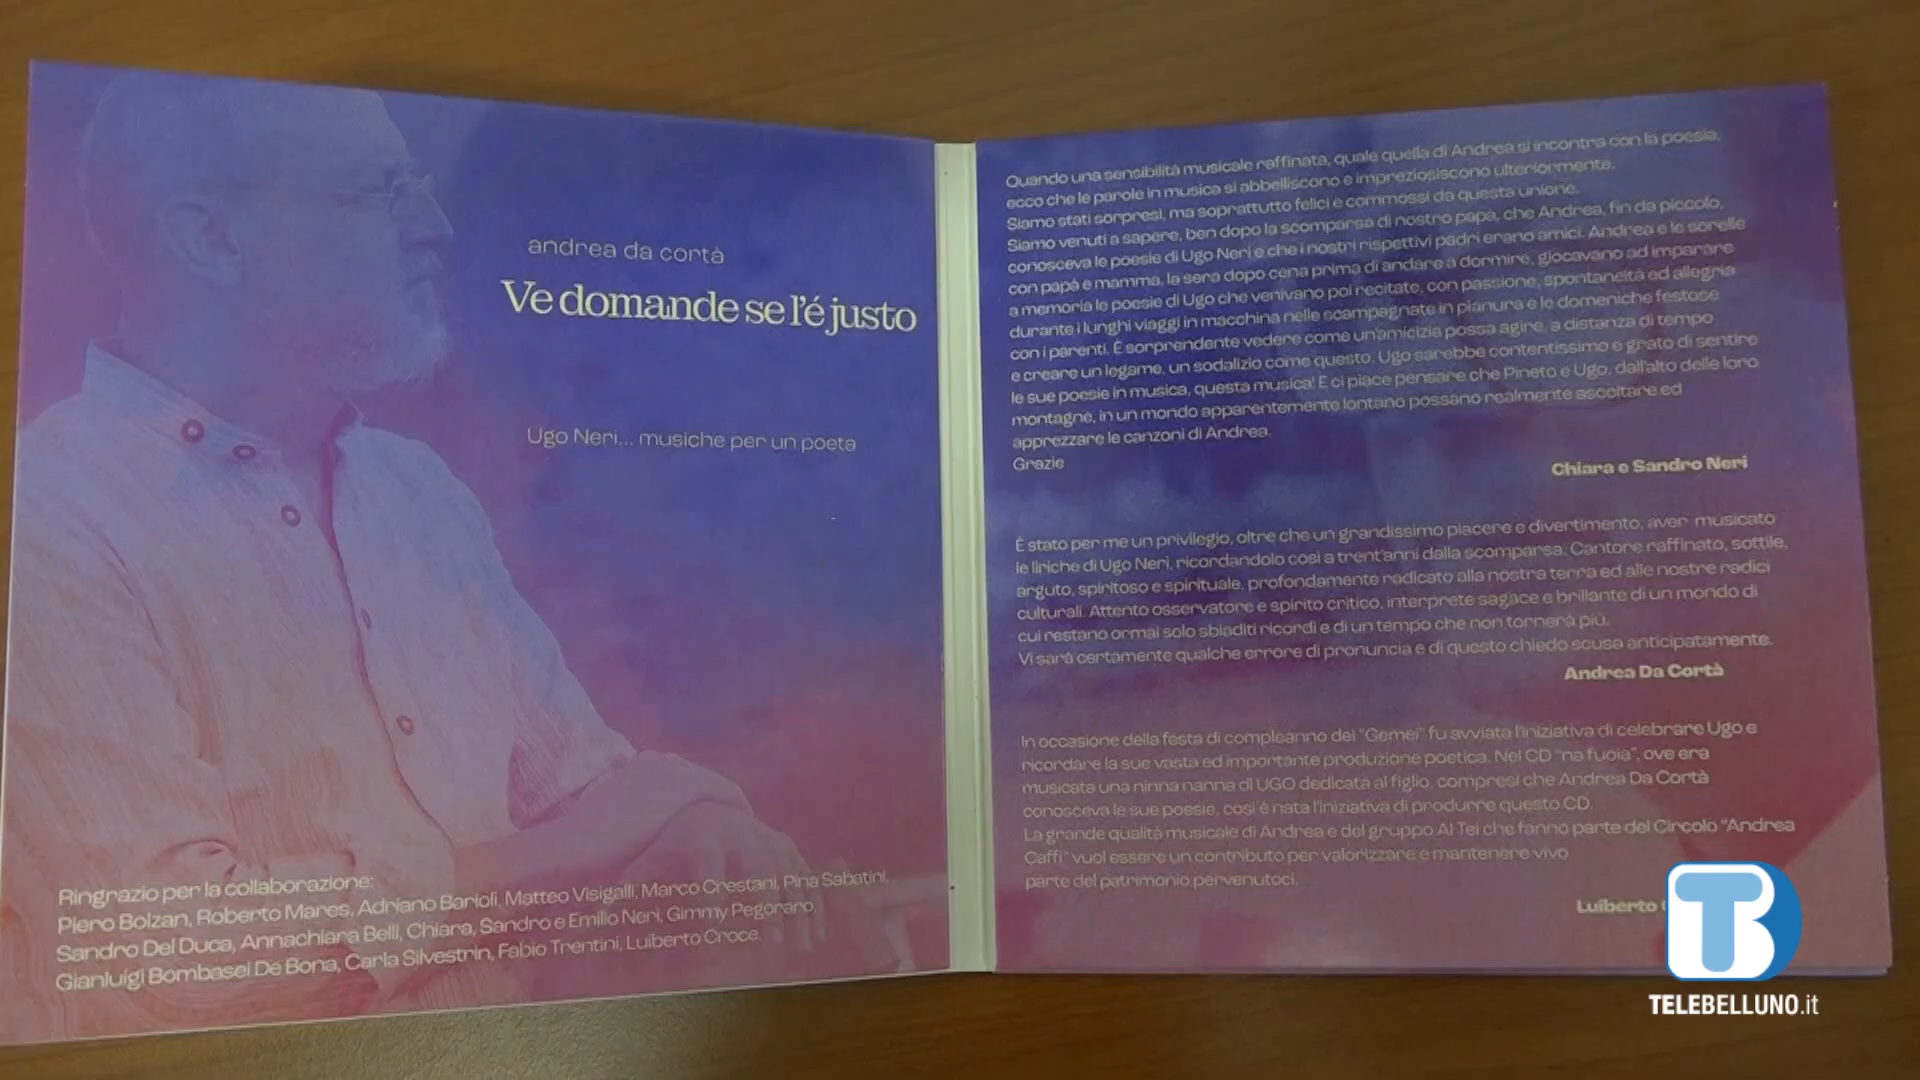 andrea da cortà
Ve domande se l'é justo
Ugo Neri... musiche per un poeta
Ringrazio per la collaborazione:
Piero Bolzan, Roberto Mares, Adriano Barioli, Matteo Visigalli, Marco Crestani, Pina Sabatini,
Sandro Del Duca, Annachiara Belli, Chiara, Sandro e Emilio Neri, Gimmy Pegoraro,
Gianluigi Bombasei De Bona, Carla Silvestrin, Fabio Trentini, Luiberto Croce.
Quando una sensibilità musicale raffinata, quale quella di Andrea si incontra con la poesia,
ecco che le parole in musica si abbelliscono e impreziosiscono ulteriormente.
Siamo stati sorpresi, ma soprattutto felici e commossi da questa unione.
Siamo venuti a sapere, ben dopo la scomparsa di nostro papà, che Andrea, fin da piccolo,
conosceva le poesie di Ugo Neri e che i nostri rispettivi padri erano amici. Andrea e le sorelle
con papà e mamma, la sera dopo cena prima di andare a dormire, giocavano ad imparare
a memoria le poesie di Ugo che venivano poi recitate, con passione, spontaneità ed allegria
durante i lunghi viaggi in macchina nelle scampagnate in pianura e le domeniche festose
con i parenti. È sorprendente vedere come un'amicizia possa agire, a distanza di tempo
e creare un legame, un sodalizio come questo. Ugo sarebbe contentissimo e grato di sentire
le sue poesie in musica, questa musica! E ci piace pensare che Pineto e Ugo, dall'alto delle loro
montagne, in un mondo apparentemente lontano possano realmente ascoltare ed
apprezzare le canzoni di Andrea.
Grazie
Chiara e Sandro Neri
È stato per me un privilegio, oltre che un grandissimo piacere e divertimento, aver musicato
le liriche di Ugo Neri, ricordandolo così a trent'anni dalla scomparsa. Cantore raffinato, sottile,
arguto, spiritoso e spirituale, profondamente radicato alla nostra terra ed alle nostre radici
culturali. Attento osservatore e spirito critico, interprete sagace e brillante di un mondo di
cui restano ormai solo sbiaditi ricordi e di un tempo che non tornerà più.
Vi sarà certamente qualche errore di pronuncia e di questo chiedo scusa anticipatamente.
Andrea Da Cortà
In occasione della festa di compleanno dei "Gemei" fu avviata l'iniziativa di celebrare Ugo e
ricordare la sue vasta ed importante produzione poetica. Nel CD "na fuoia", ove era
musicata una ninna nanna di UGO dedicata al figlio, compresi che Andrea Da Cortà
conosceva le sue poesie, così è nata l'iniziativa di produrre questo CD.
La grande qualità musicale di Andrea e del gruppo Al Tei che fanno parte del Circolo "Andrea
Caffi" vuol essere un contributo per valorizzare e mantenere vivo
parte del patrimonio pervenutoci.
Luiberto
TB
TELEBELLUNO.it